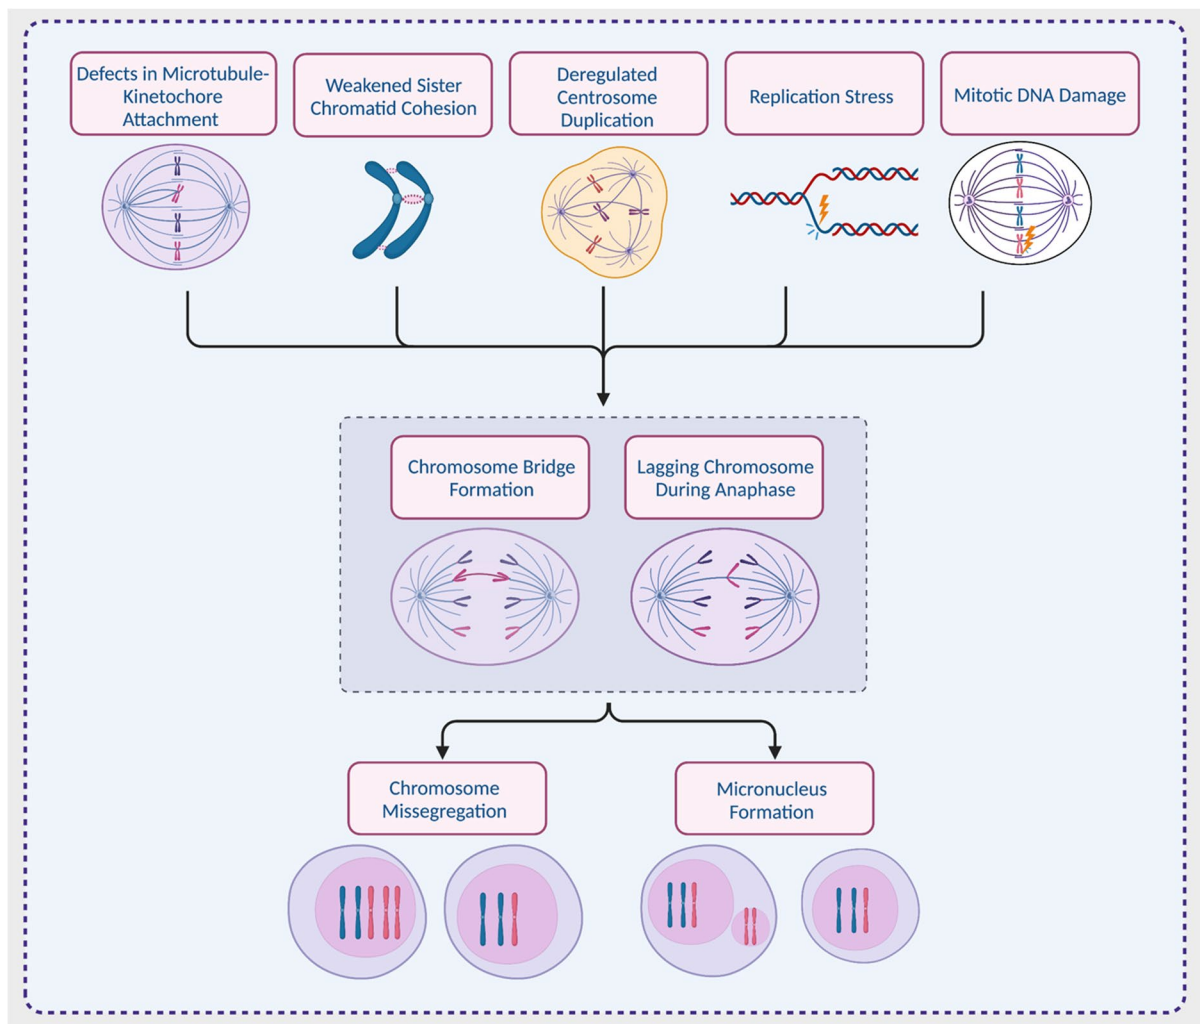 Defects in Microtubule-
Kinetochore
Attachment
Weakened Sister
Chromatid Cohesion
Deregulated
Centrosome
Duplication
Replication Stress
Mitotic DNA Damage
Chromosome Bridge
Formation
Lagging Chromosome
During Anaphase
Chromosome
Missegregation
Micronucleus
Formation